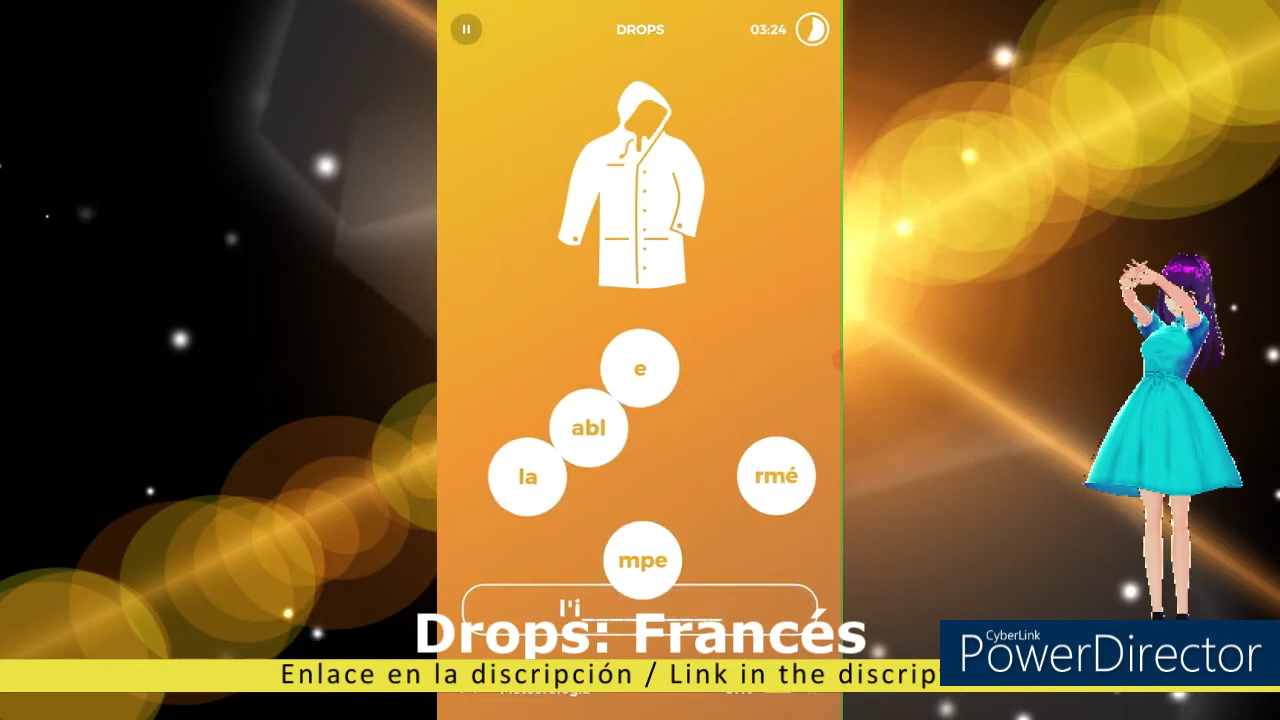 DROPS
03:24
e
abl
la
rmé
mpe
l'i
Drops: Francés
Enlace en la discripción / Link in the discrip
CyberLink
PowerDirector